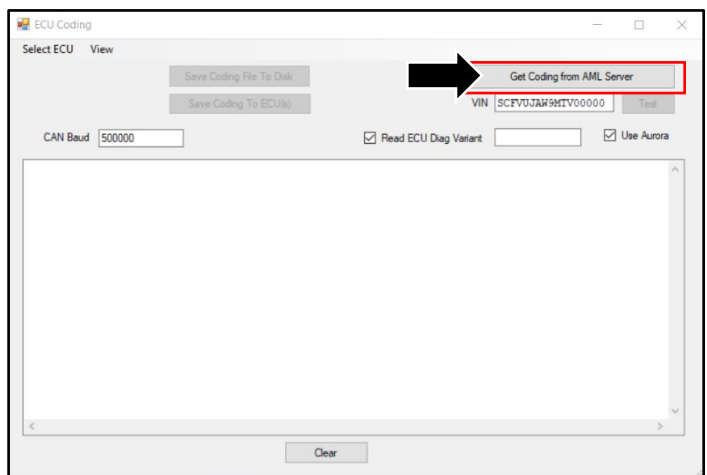 ECU Coding
Select ECU View
Save Coding File To Disk Get Coding from AML Server
Save Coding To ECU(s) VIN SCFVUJAW9MTV00000 Test
CAN Baud 500000 Read ECU Diag Variant Use Aurora
Clear